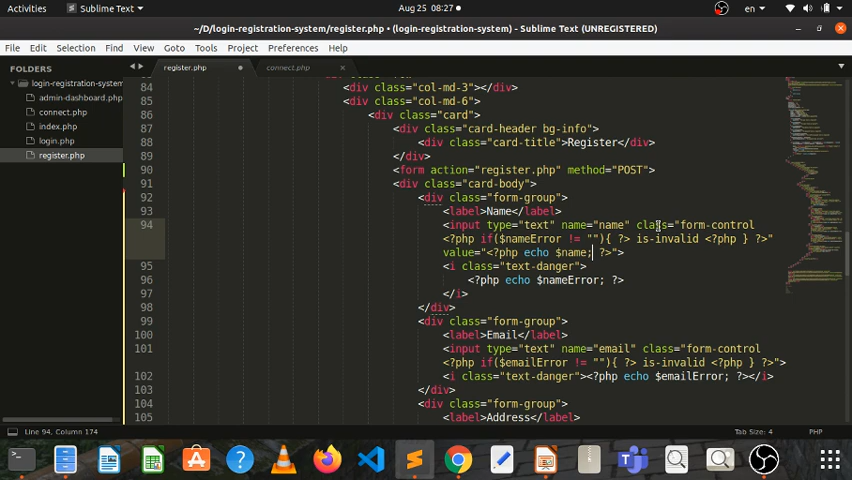 Activities
Sublime Text
Aug 25 08:27
en
~/D/login-registration-system/register.php • (login-registration-system) - Sublime Text (UNREGISTERED)
File Edit Selection Find View Goto Tools Project Preferences Help
FOLDERS
login-registration-system
admin-dashboard.php
connect.php
index.php
login.php
register.php
register.php
connect.php
84 <div class="col-md-3"></div>
85 <div class="col-md-6">
86 <div class="card">
87 <div class="card-header bg-info">
88 <div class="card-title">Register</div>
89 </div>
90 <form action="register.php" method="POST">
91 <div class="card-body">
92 <div class="form-group">
93 <label>Name</label>
94 <input type="text" name="name" class="form-control
<?php if($nameError != ""){ ?> is-invalid <?php } ?>"
value="<?php echo $name; ?>">
95 <i class="text-danger">
96 <?php echo $nameError; ?>
97 </i>
98 </div>
99 <div class="form-group">
100 <label>Email</label>
101 <input type="text" name="email" class="form-control
<?php if($emailError != ""){ ?> is-invalid <?php } ?>">
102 <i class="text-danger"><?php echo $emailError; ?></i>
103 </div>
104 <div class="form-group">
105 <label>Address</label>
Line 94, Column 174
Tab Size: 4
PHP